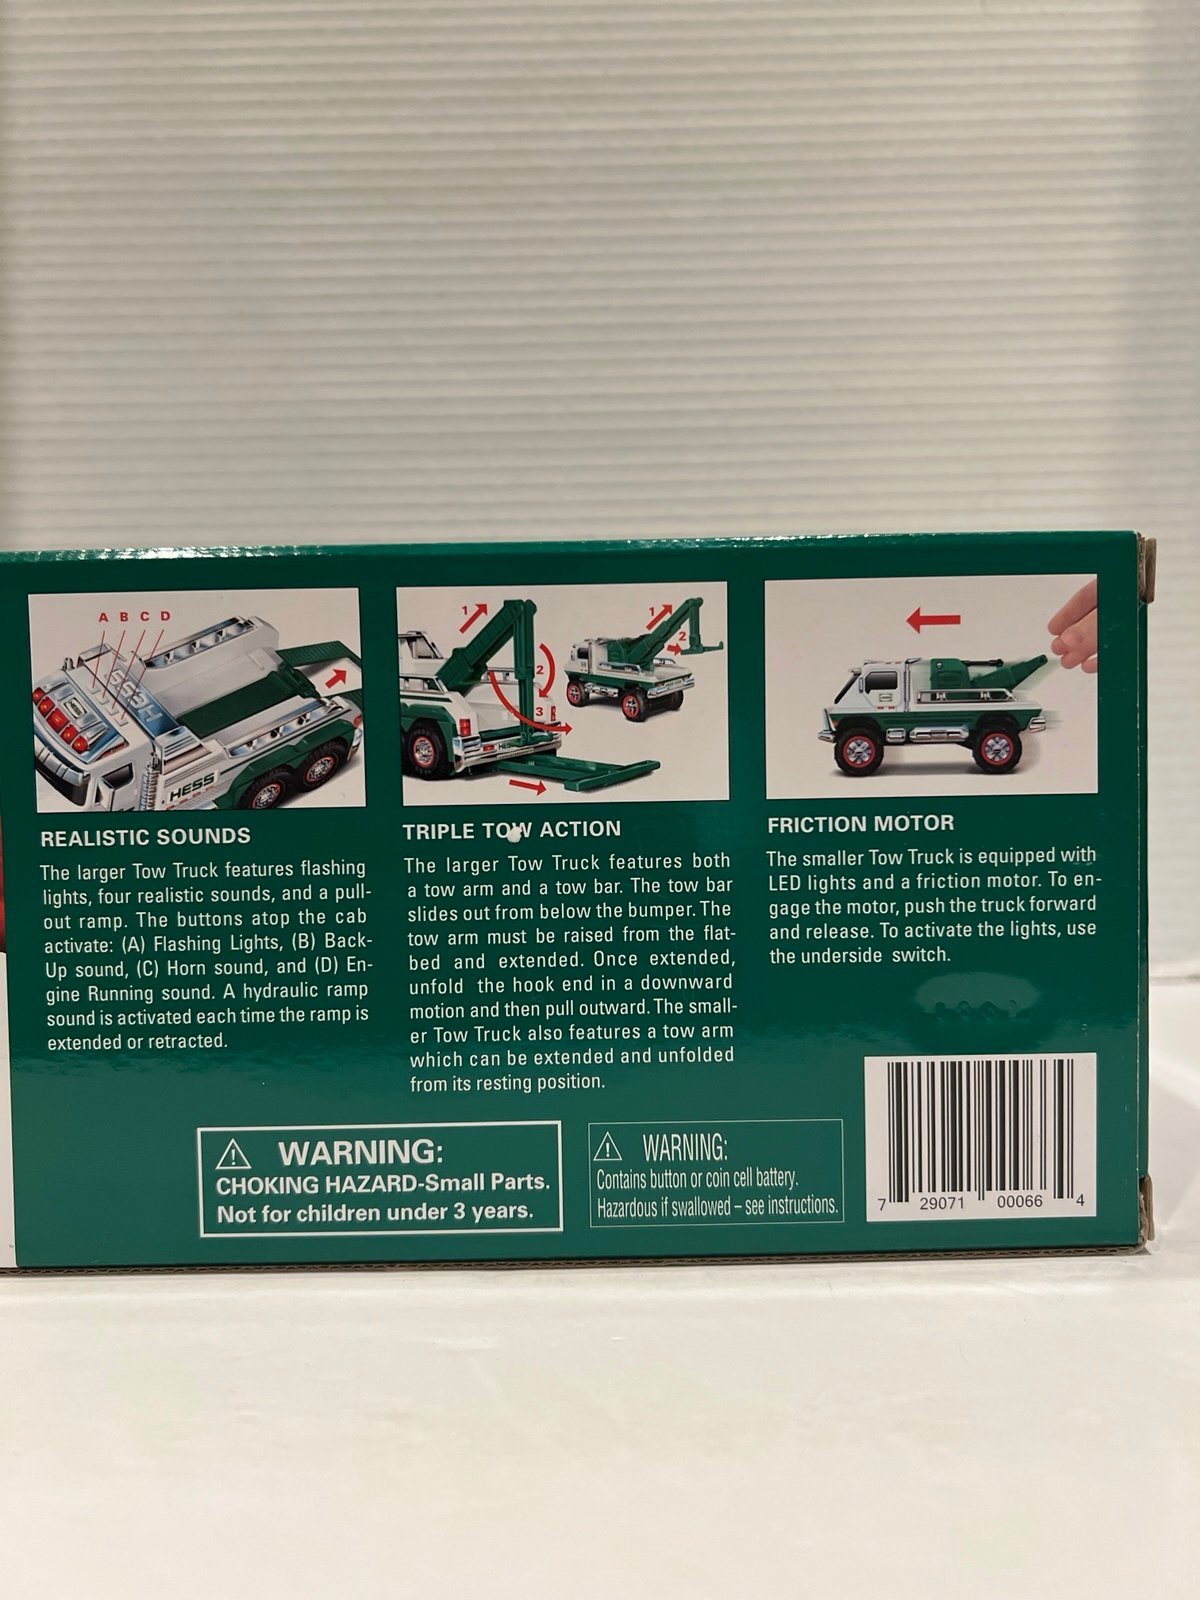 A B C D
HESS
HESS
REALISTIC SOUNDS
The larger Tow Truck features flashing
lights, four realistic sounds, and a pull-
out ramp. The buttons atop the cab
activate: (A) Flashing Lights, (B) Back-
Up sound, (C) Horn sound, and (D) En-
gine Running sound. A hydraulic ramp
sound is activated each time the ramp is
extended or retracted.
1
2
3
1
2
TRIPLE TOW ACTION
The larger Tow Truck features both
a tow arm and a tow bar. The tow bar
slides out from below the bumper. The
tow arm must be raised from the flat-
bed and extended. Once extended,
unfold the hook end in a downward
motion and then pull outward. The small-
er Tow Truck also features a tow arm
which can be extended and unfolded
from its resting position.
FRICTION MOTOR
The smaller Tow Truck is equipped with
LED lights and a friction motor. To en-
gage the motor, push the truck forward
and release. To activate the lights, use
the underside switch.
WARNING:
CHOKING HAZARD-Small Parts.
Not for children under 3 years.
WARNING:
Contains button or coin cell battery.
Hazardous if swallowed – see instructions.
7 29071 00066 4